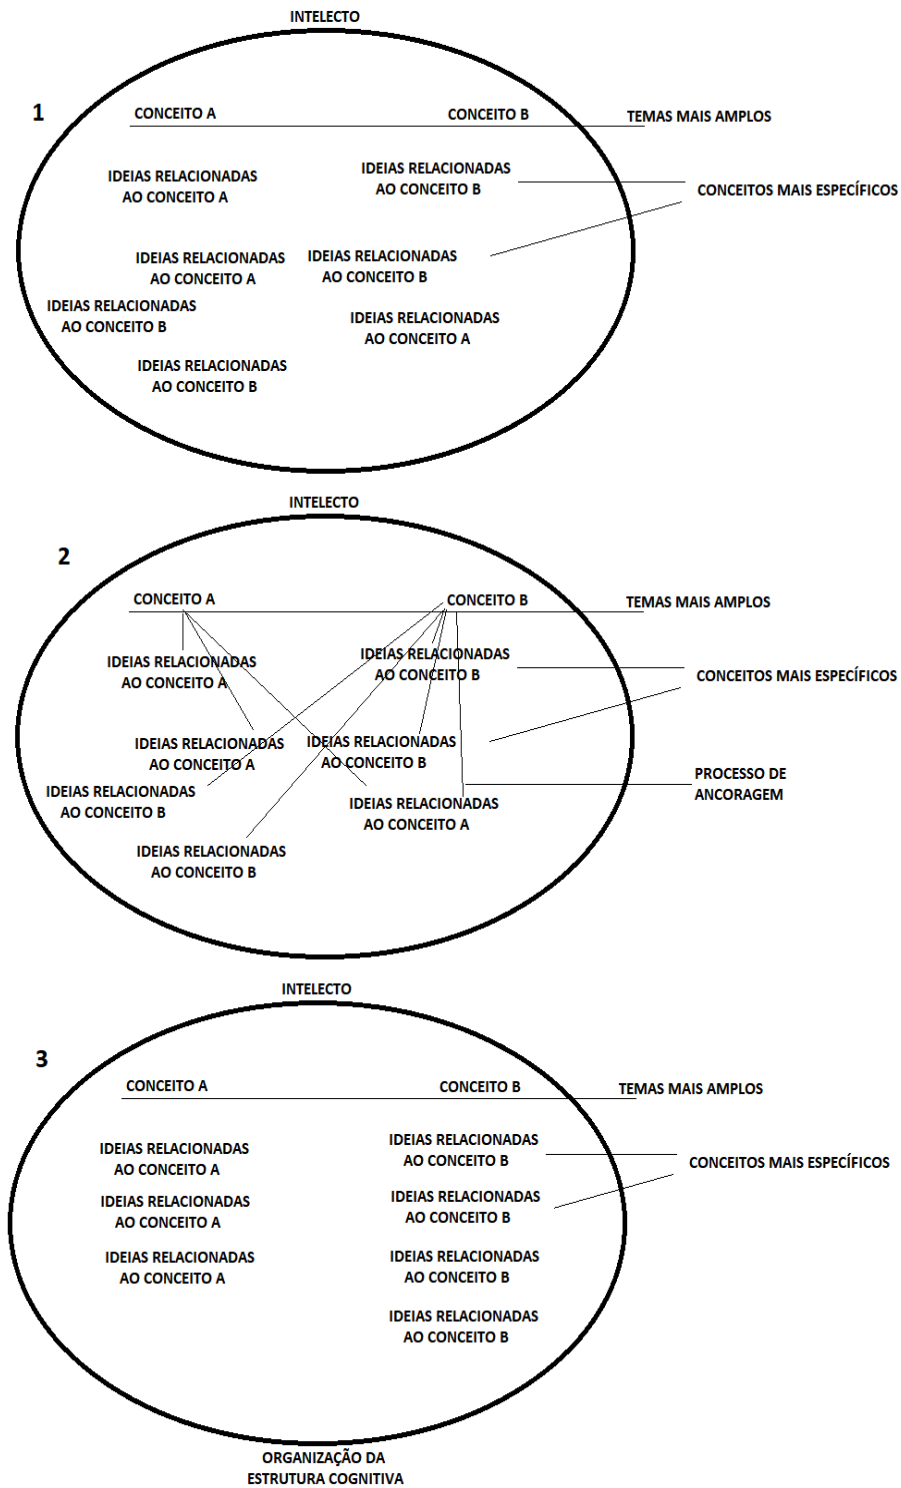 INTELECTO
1
CONCEITO A
CONCEITO B
TEMAS MAIS AMPLOS
IDEIAS RELACIONADAS
AO CONCEITO A
IDEIAS RELACIONADAS
AO CONCEITO B
CONCEITOS MAIS ESPECÍFICOS
IDEIAS RELACIONADAS
AO CONCEITO A
IDEIAS RELACIONADAS
AO CONCEITO B
IDEIAS RELACIONADAS
AO CONCEITO B
IDEIAS RELACIONADAS
AO CONCEITO A
IDEIAS RELACIONADAS
AO CONCEITO B
INTELECTO
2
CONCEITO A
CONCEITO B
TEMAS MAIS AMPLOS
IDEIAS RELACIONADAS
AO CONCEITO A
IDEIAS RELACIONADAS
AO CONCEITO B
CONCEITOS MAIS ESPECÍFICOS
IDEIAS RELACIONADAS
AO CONCEITO A
IDEIAS RELACIONADAS
AO CONCEITO B
PROCESSO DE
ANCORAGEM
IDEIAS RELACIONADAS
AO CONCEITO B
IDEIAS RELACIONADAS
AO CONCEITO A
IDEIAS RELACIONADAS
AO CONCEITO B
INTELECTO
3
CONCEITO A
CONCEITO B
TEMAS MAIS AMPLOS
IDEIAS RELACIONADAS
AO CONCEITO A
IDEIAS RELACIONADAS
AO CONCEITO B
CONCEITOS MAIS ESPECÍFICOS
IDEIAS RELACIONADAS
AO CONCEITO A
IDEIAS RELACIONADAS
AO CONCEITO B
IDEIAS RELACIONADAS
AO CONCEITO A
IDEIAS RELACIONADAS
AO CONCEITO B
IDEIAS RELACIONADAS
AO CONCEITO B
ORGANIZAÇÃO DA
ESTRUTURA COGNITIVA